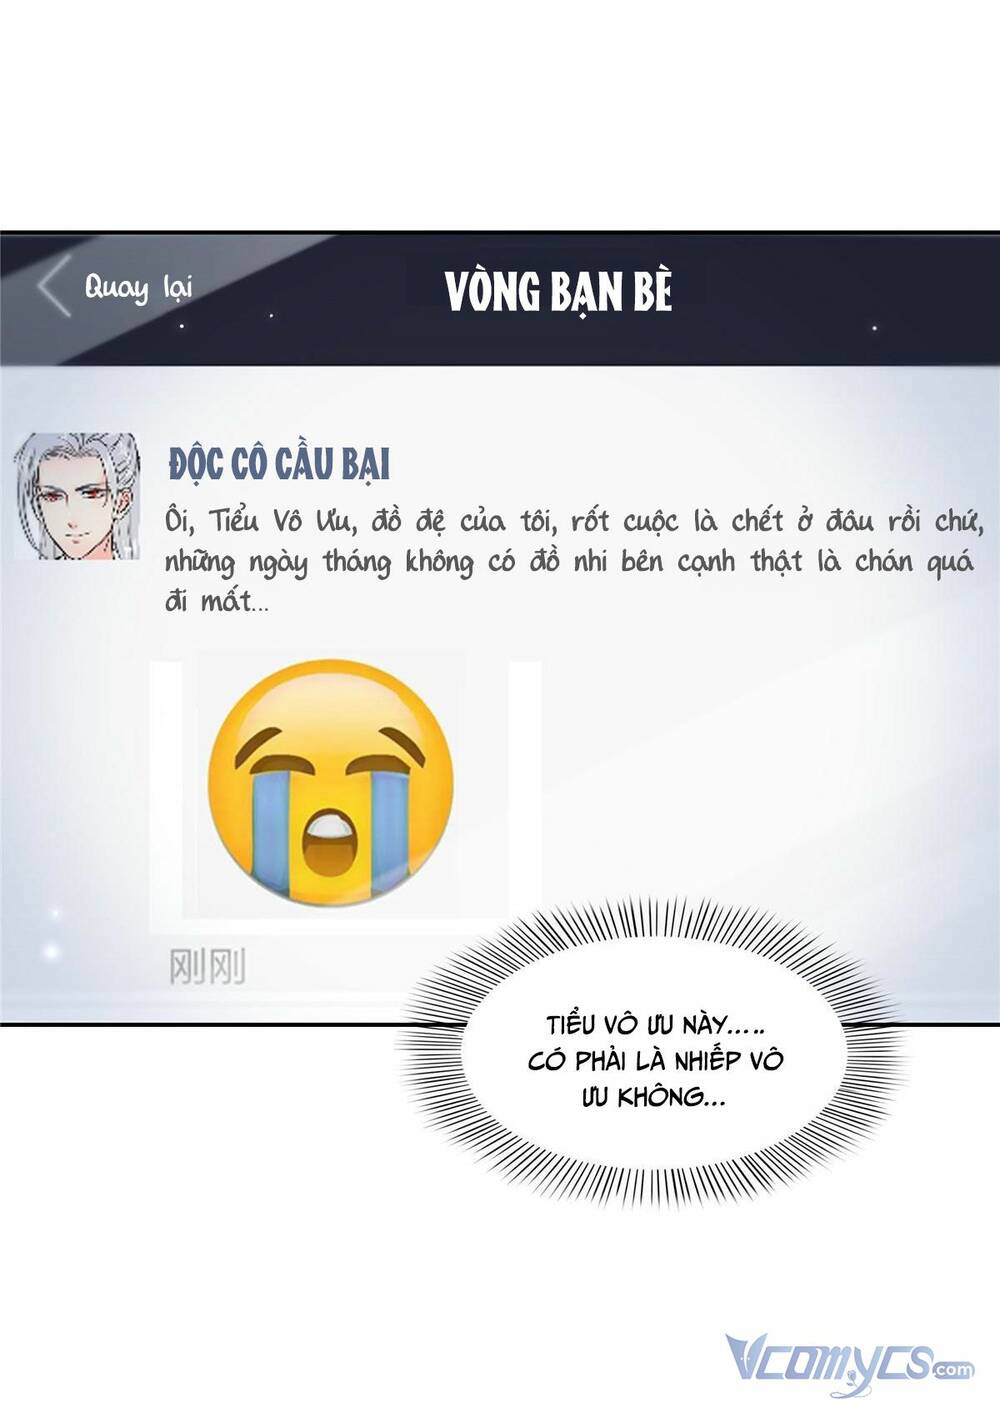 Quay lại
VÒNG BẠN BÈ
ĐỘC CÔ CẦU BẠI
Ôi, Tiểu Vô Ưu, đồ đệ của tôi, rốt cuộc là chết ở đâu rồi chứ,
những ngày tháng không có đồ nhi bên cạnh thật là chán quá
đi mất...
刚刚
TIỂU VÔ ƯU NÀY.....
CÓ PHẢI LÀ NHIẾP VÔ
ƯU KHÔNG...
VCOMYCS.com